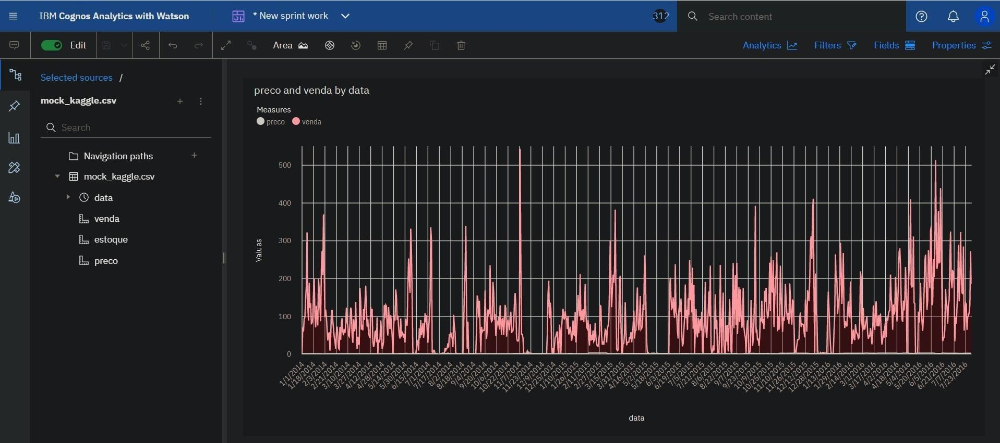 IBM Cognos Analytics with Watson
* New sprint work
312
Search content
Edit
Area
Analytics
Filters
Fields
Properties
Selected sources /
mock_kaggle.csv
Search
Navigation paths
mock_kaggle.csv
data
venda
estoque
preco
preco and venda by data
Measures
preco
venda
Values
500
400
300
200
100
0
1/1/2014
1/18/2014
2/3/2014
2/21/2014
3/10/2014
3/27/2014
4/12/2014
4/28/2014
5/14/2014
5/30/2014
6/15/2014
7/1/2014
7/17/2014
8/2/2014
8/18/2014
9/4/2014
9/20/2014
10/6/2014
10/22/2014
11/7/2014
11/23/2014
12/9/2014
12/25/2014
1/10/2015
1/26/2015
2/11/2015
2/27/2015
3/15/2015
3/31/2015
4/16/2015
5/2/2015
5/18/2015
6/3/2015
6/19/2015
7/5/2015
7/21/2015
8/6/2015
8/22/2015
9/7/2015
9/23/2015
10/9/2015
10/25/2015
11/10/2015
11/26/2015
12/12/2015
12/28/2015
1/13/2016
1/29/2016
2/14/2016
3/1/2016
3/17/2016
4/2/2016
4/18/2016
5/4/2016
5/20/2016
6/5/2016
6/21/2016
7/7/2016
7/23/2016
data